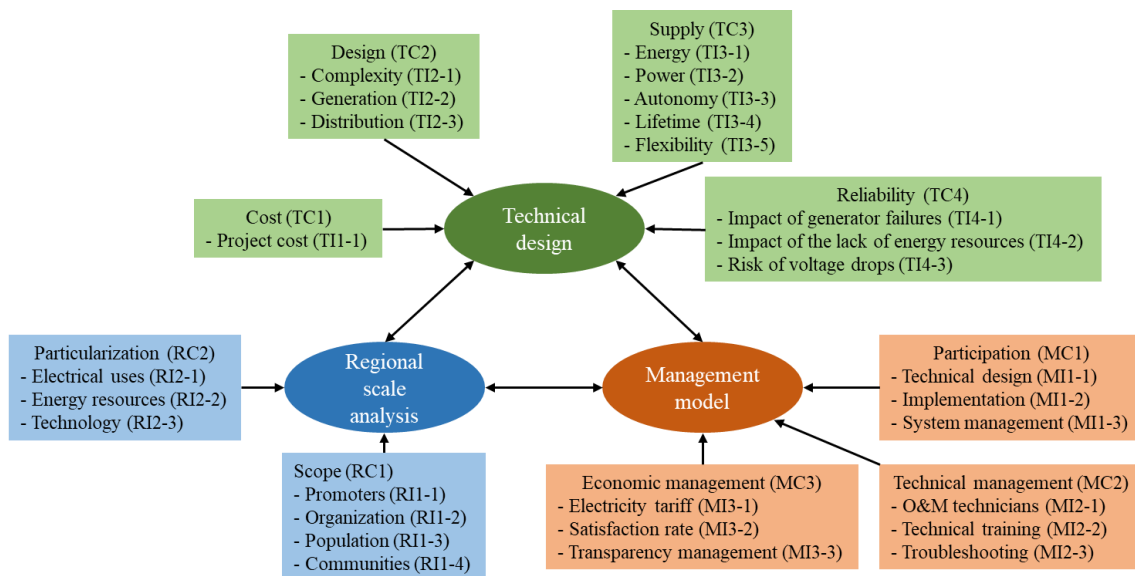 Design (TC2)
- Complexity (TI2-1)
- Generation (TI2-2)
- Distribution (TI2-3)
Supply (TC3)
- Energy (TI3-1)
- Power (TI3-2)
- Autonomy (TI3-3)
- Lifetime (TI3-4)
- Flexibility (TI3-5)
Cost (TC1)
- Project cost (TI1-1)
Technical
design
Reliability (TC4)
- Impact of generator failures (TI4-1)
- Impact of the lack of energy resources (TI4-2)
- Risk of voltage drops (TI4-3)
Particularization (RC2)
- Electrical uses (RI2-1)
- Energy resources (RI2-2)
- Technology (RI2-3)
Regional
scale
analysis
Management
model
Participation (MC1)
- Technical design (MI1-1)
- Implementation (MI1-2)
- System management (MI1-3)
Scope (RC1)
- Promoters (RI1-1)
- Organization (RI1-2)
- Population (RI1-3)
- Communities (RI1-4)
Economic management (MC3)
- Electricity tariff (MI3-1)
- Satisfaction rate (MI3-2)
- Transparency management (MI3-3)
Technical management (MC2)
- O&M technicians (MI2-1)
- Technical training (MI2-2)
- Troubleshooting (MI2-3)